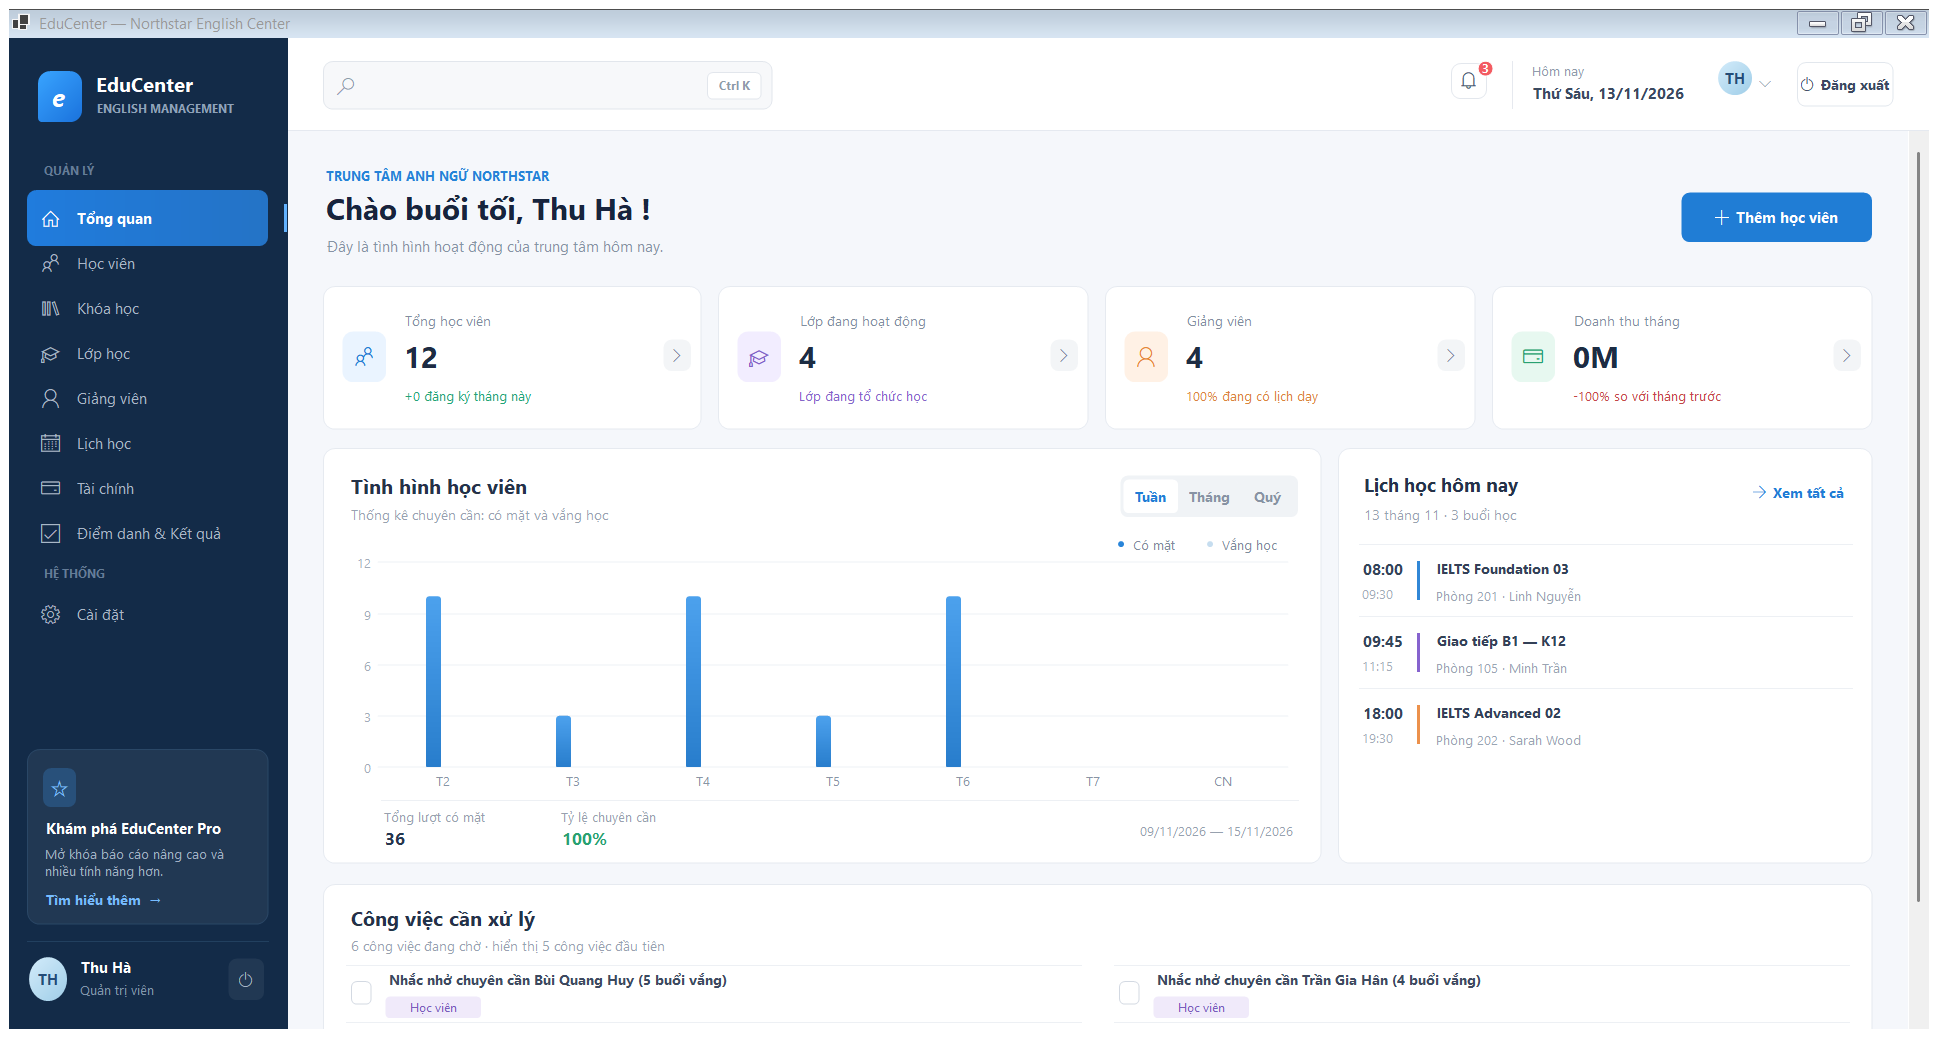 EduCenter — Northstar English Center
e
EduCenter
ENGLISH MANAGEMENT
QUẢN LÝ
Tổng quan
Học viên
Khóa học
Lớp học
Giảng viên
Lịch học
Tài chính
Điểm danh & Kết quả
HỆ THỐNG
Cài đặt
Khám phá EduCenter Pro
Mở khóa báo cáo nâng cao và
nhiều tính năng hơn.
Tìm hiểu thêm →
TH
Thu Hà
Quản trị viên
Ctrl K
3
Hôm nay
Thứ Sáu, 13/11/2026
TH
Đăng xuất
TRUNG TÂM ANH NGỮ NORTHSTAR
Chào buổi tối, Thu Hà !
Đây là tình hình hoạt động của trung tâm hôm nay.
Thêm học viên
Tổng học viên
12
+0 đăng ký tháng này
Lớp đang hoạt động
4
Lớp đang tổ chức học
Giảng viên
4
100% đang có lịch dạy
Doanh thu tháng
0M
-100% so với tháng trước
Tình hình học viên
Thống kê chuyên cần: có mặt và vắng học
Tuần Tháng Quý
Có mặt Vắng học
12
9
6
3
0
T2 T3 T4 T5 T6 T7 CN
Tổng lượt có mặt
36
Tỷ lệ chuyên cần
100%
09/11/2026 — 15/11/2026
Lịch học hôm nay
13 tháng 11 · 3 buổi học
Xem tất cả
08:00 IELTS Foundation 03
09:30 Phòng 201 · Linh Nguyễn
09:45 Giao tiếp B1 — K12
11:15 Phòng 105 · Minh Trần
18:00 IELTS Advanced 02
19:30 Phòng 202 · Sarah Wood
Công việc cần xử lý
6 công việc đang chờ · hiển thị 5 công việc đầu tiên
Nhắc nhở chuyên cần Bùi Quang Huy (5 buổi vắng)
Học viên
Nhắc nhở chuyên cần Trần Gia Hân (4 buổi vắng)
Học viên